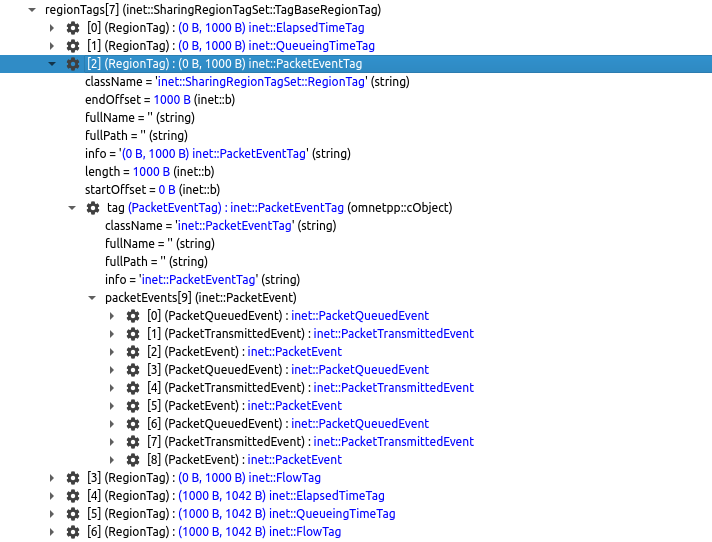 regionTags[7] (inet::SharingRegionTagSet::TagBaseRegionTag)
[0] (RegionTag) : (0 B, 1000 B) inet::ElapsedTimeTag
[1] (RegionTag) : (0 B, 1000 B) inet::QueueingTimeTag
[2] (RegionTag) : (0 B, 1000 B) inet::PacketEventTag
className = 'inet::SharingRegionTagSet::RegionTag' (string)
endOffset = 1000 B (inet::b)
fullName = '' (string)
fullPath = '' (string)
info = '(0 B, 1000 B) inet::PacketEventTag' (string)
length = 1000 B (inet::b)
startOffset = 0 B (inet::b)
tag (PacketEventTag) : inet::PacketEventTag (omnetpp::cObject)
className = 'inet::PacketEventTag' (string)
fullName = '' (string)
fullPath = '' (string)
info = 'inet::PacketEventTag' (string)
packetEvents[9] (inet::PacketEvent)
[0] (PacketQueuedEvent) : inet::PacketQueuedEvent
[1] (PacketTransmittedEvent) : inet::PacketTransmittedEvent
[2] (PacketEvent) : inet::PacketEvent
[3] (PacketQueuedEvent) : inet::PacketQueuedEvent
[4] (PacketTransmittedEvent) : inet::PacketTransmittedEvent
[5] (PacketEvent) : inet::PacketEvent
[6] (PacketQueuedEvent) : inet::PacketQueuedEvent
[7] (PacketTransmittedEvent) : inet::PacketTransmittedEvent
[8] (PacketEvent) : inet::PacketEvent
[3] (RegionTag) : (0 B, 1000 B) inet::FlowTag
[4] (RegionTag) : (1000 B, 1042 B) inet::ElapsedTimeTag
[5] (RegionTag) : (1000 B, 1042 B) inet::QueueingTimeTag
[6] (RegionTag) : (1000 B, 1042 B) inet::FlowTag